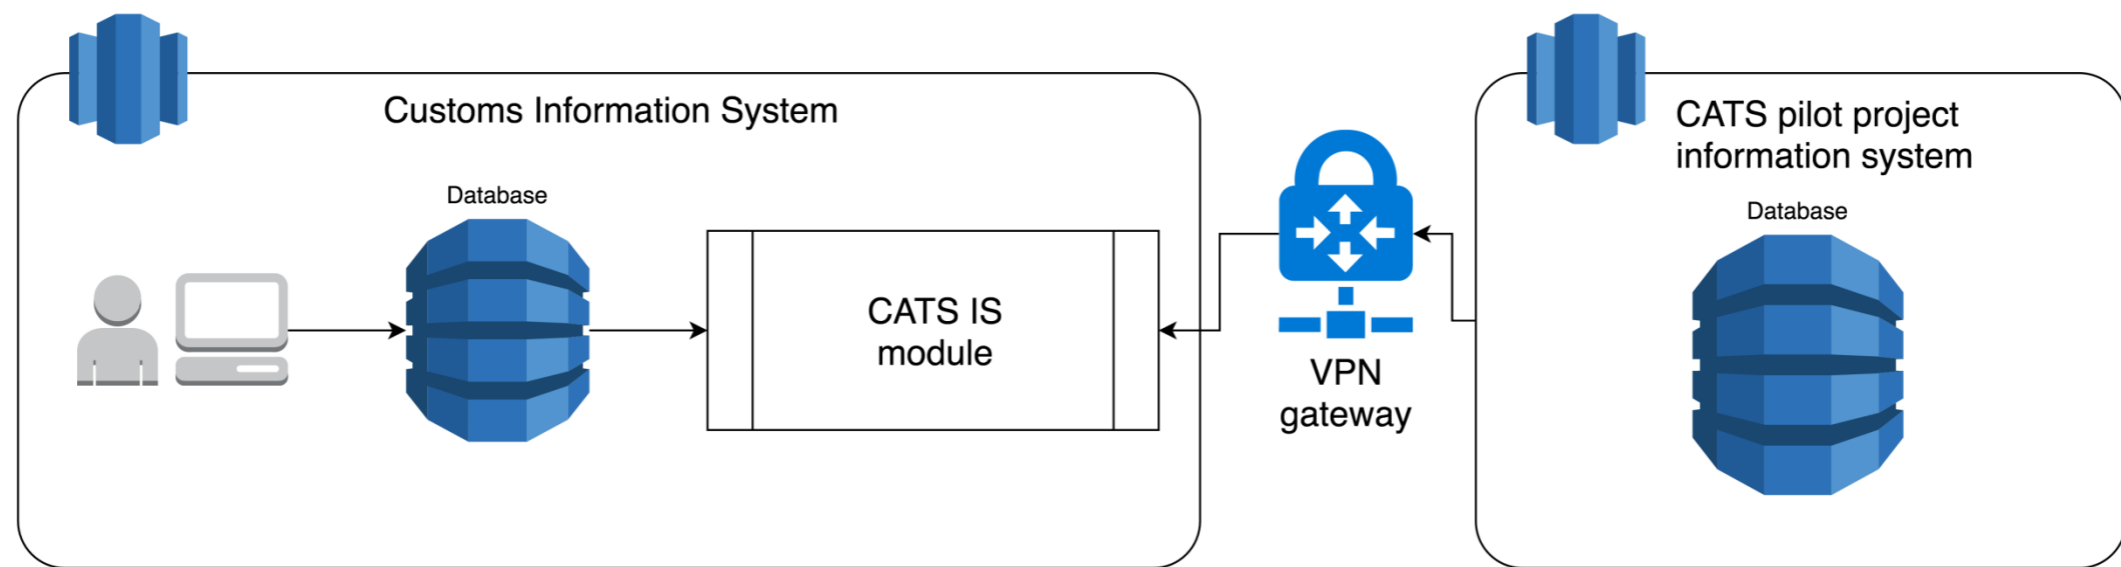 Customs Information System
Database
CATS IS
module
VPN
gateway
CATS pilot project
information system
Database